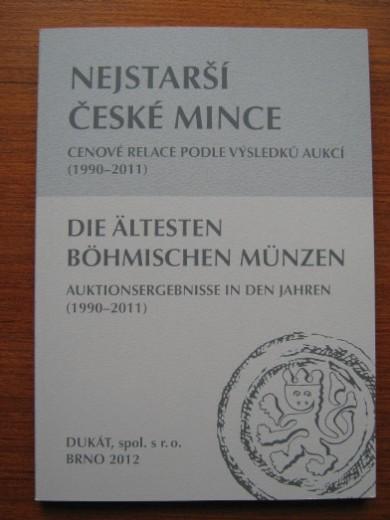 NEJSTARŠÍ
ČESKÉ MINCE
CENOVÉ RELACE PODLE VÝSLEDKŮ AUKCÍ
(1990–2011)
DIE ÄLTESTEN
BÖHMISCHEN MÜNZEN
AUKTIONSERGEBNISSE IN DEN JAHREN
(1990–2011)
DUKÁT, spol. s r. o.
BRNO 2012